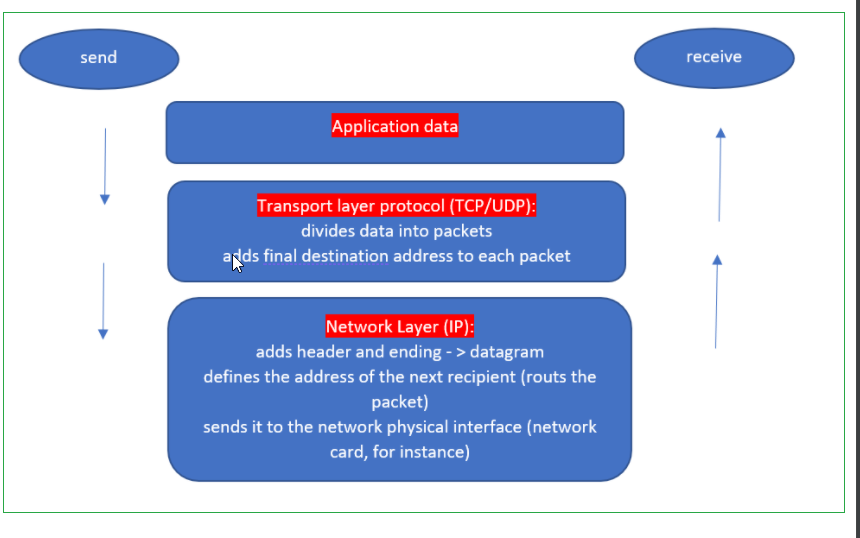 send
receive
Application data
Transport layer protocol (TCP/UDP):
divides data into packets
adds final destination address to each packet
Network Layer (IP):
adds header and ending - > datagram
defines the address of the next recipient (routs the
packet)
sends it to the network physical interface (network
card, for instance)